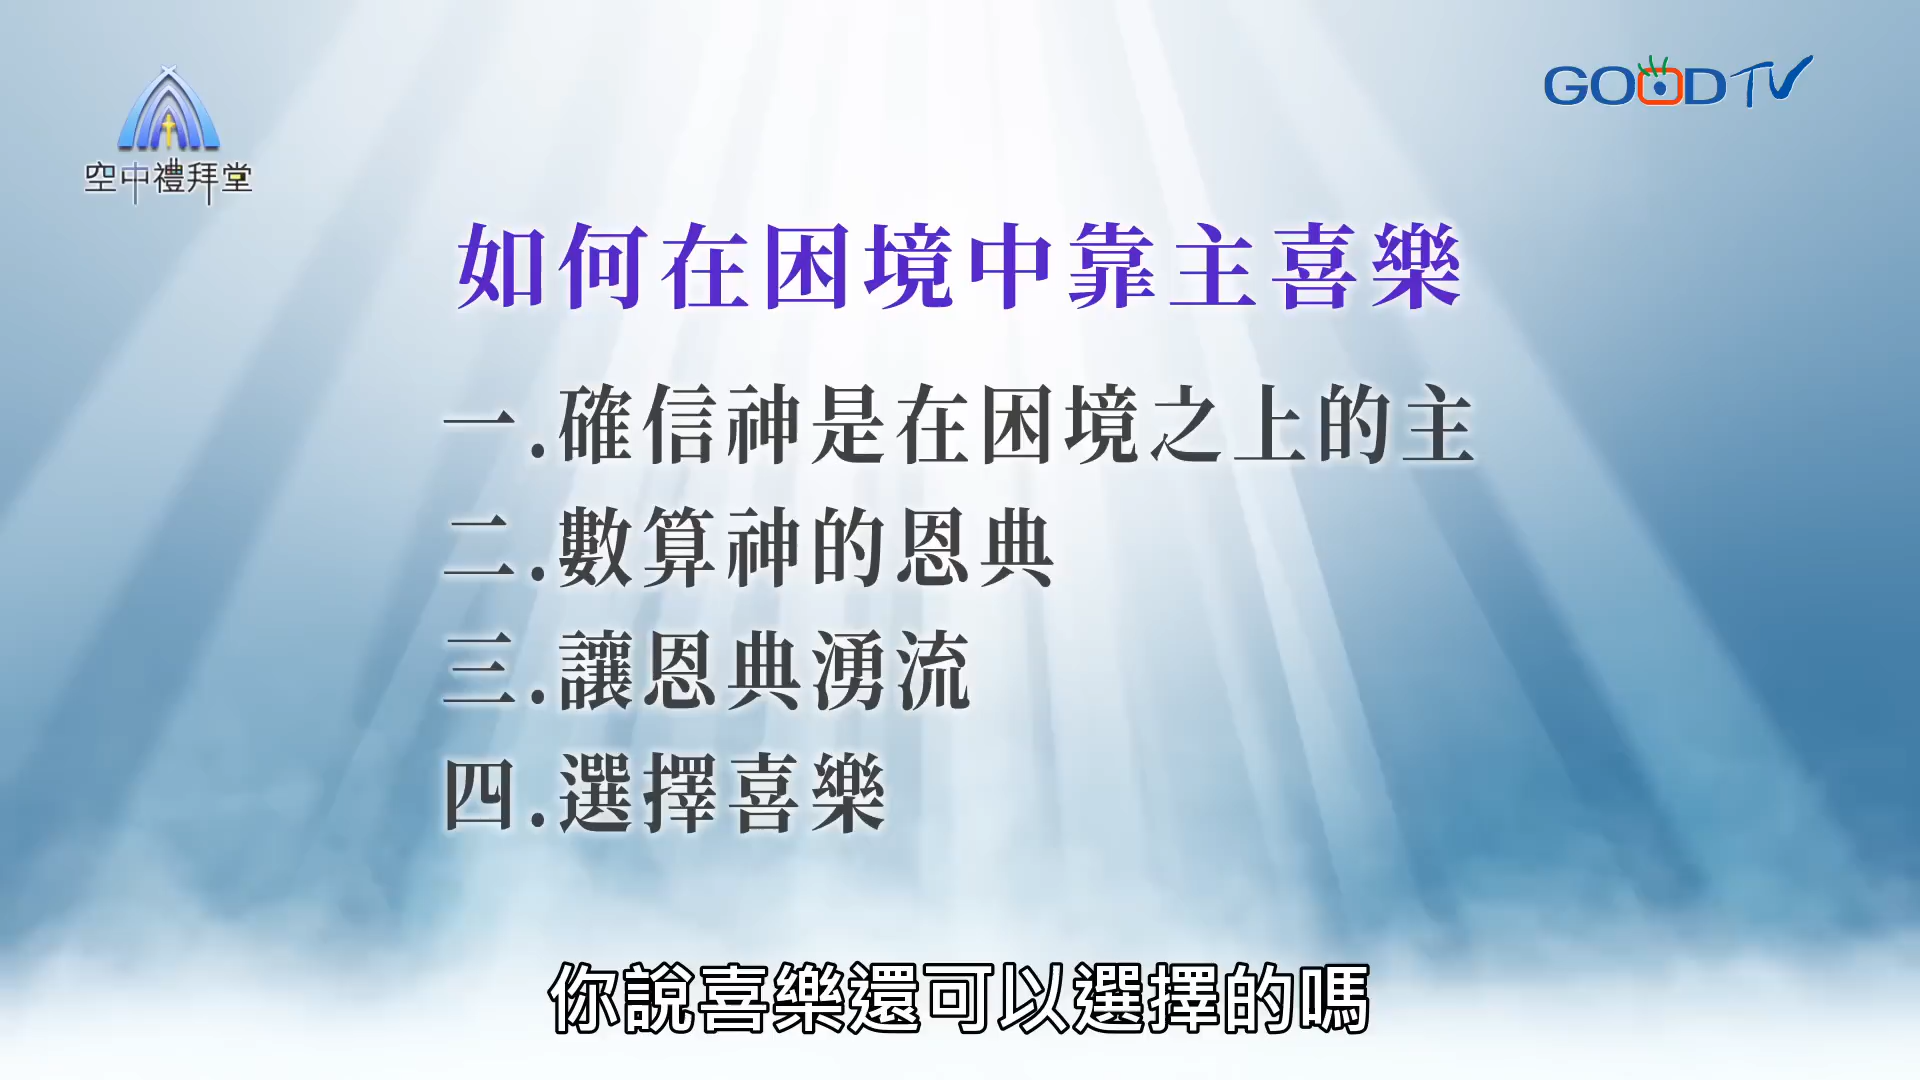 空中禮拜堂
GOODTV
如何在困境中靠主喜樂
一.確信神是在困境之上的主
二.數算神的恩典
三.讓恩典湧流
四.選擇喜樂
你說喜樂還可以選擇的嗎